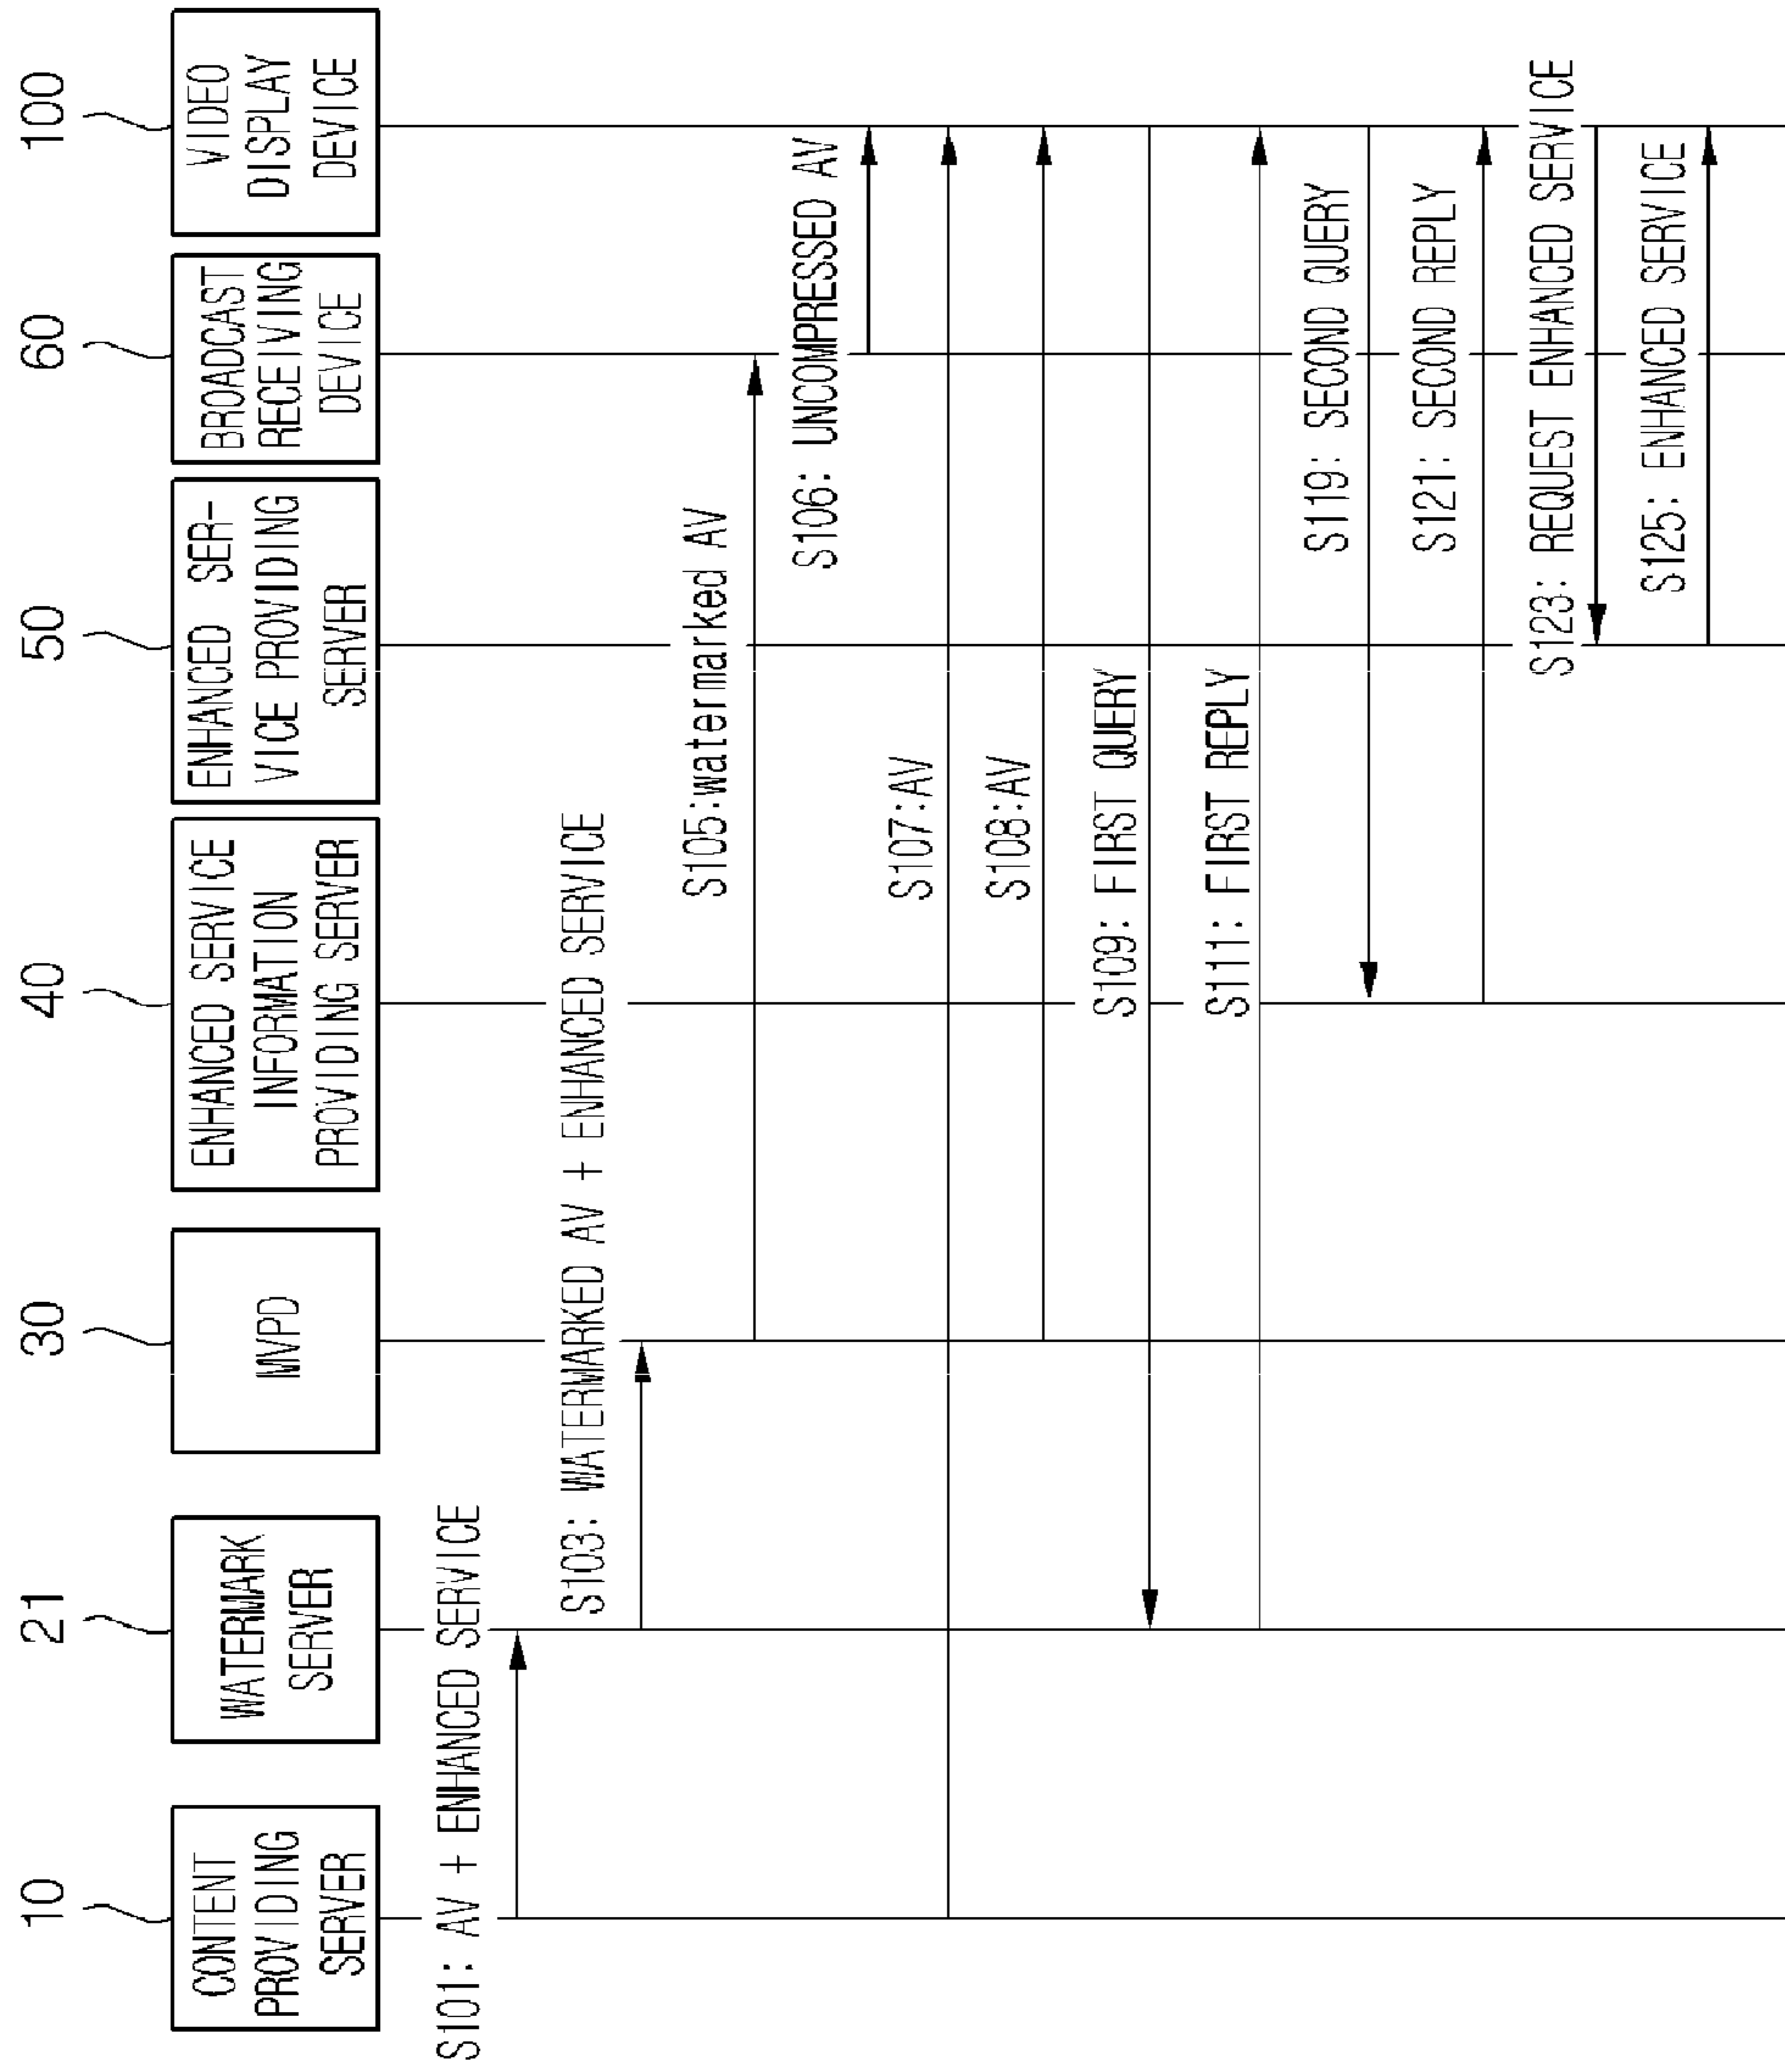 10
21
30
40
50
60
100
CONTENT
PROVIDING
SERVER
WATERMARK
SERVER
MVPD
ENHANCED SERVICE
INFORMATION
PROVIDING SERVER
ENHANCED SER-
VICE PROVIDING
SERVER
BROADCAST
RECEIVING
DEVICE
VIDEO
DISPLAY
DEVICE
S101: AV + ENHANCED SERVICE
S103: WATERMARKED AV + ENHANCED SERVICE
S105:watermarked AV
S106: UNCOMPRESSED AV
S107:AV
S108:AV
S109: FIRST QUERY
S111: FIRST REPLY
S119: SECOND QUERY
S121: SECOND REPLY
S123: REQUEST ENHANCED SERVICE
S125: ENHANCED SERVICE